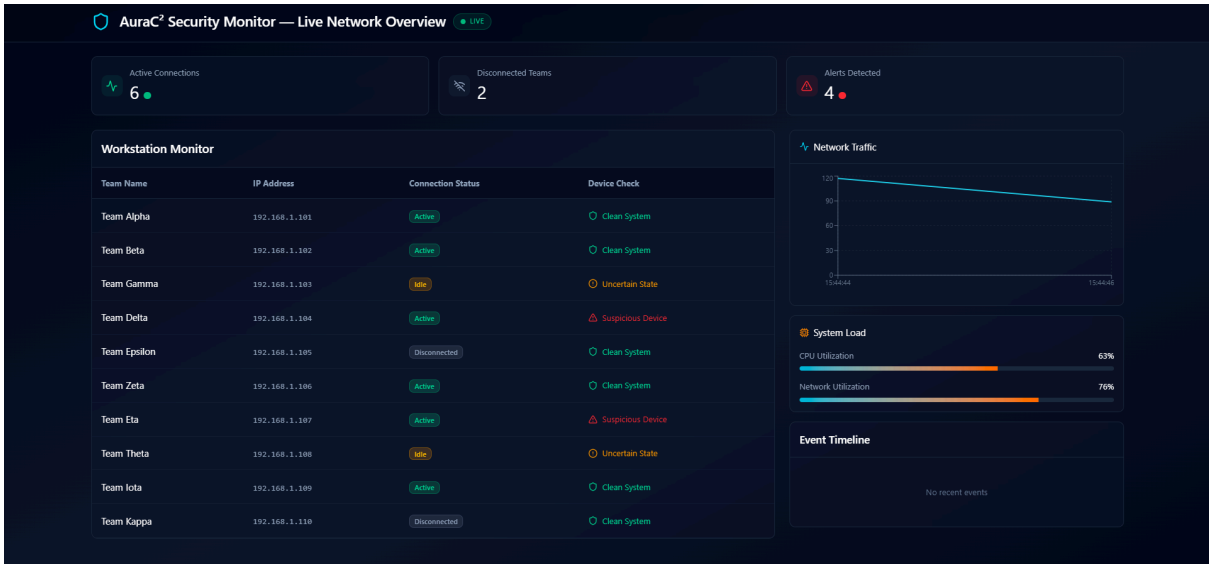 AuraC² Security Monitor — Live Network Overview LIVE
Active Connections
6
Disconnected Teams
2
Alerts Detected
4
Workstation Monitor
Team Name IP Address Connection Status Device Check
Team Alpha 192.168.1.101 Active Clean System
Team Beta 192.168.1.102 Active Clean System
Team Gamma 192.168.1.103 Idle Uncertain State
Team Delta 192.168.1.104 Active Suspicious Device
Team Epsilon 192.168.1.105 Disconnected Clean System
Team Zeta 192.168.1.106 Active Clean System
Team Eta 192.168.1.107 Active Suspicious Device
Team Theta 192.168.1.108 Idle Uncertain State
Team Iota 192.168.1.109 Active Clean System
Team Kappa 192.168.1.110 Disconnected Clean System
Network Traffic
120
90
60
30
0
15:44:44 15:44:46
System Load
CPU Utilization 63%
Network Utilization 76%
Event Timeline
No recent events